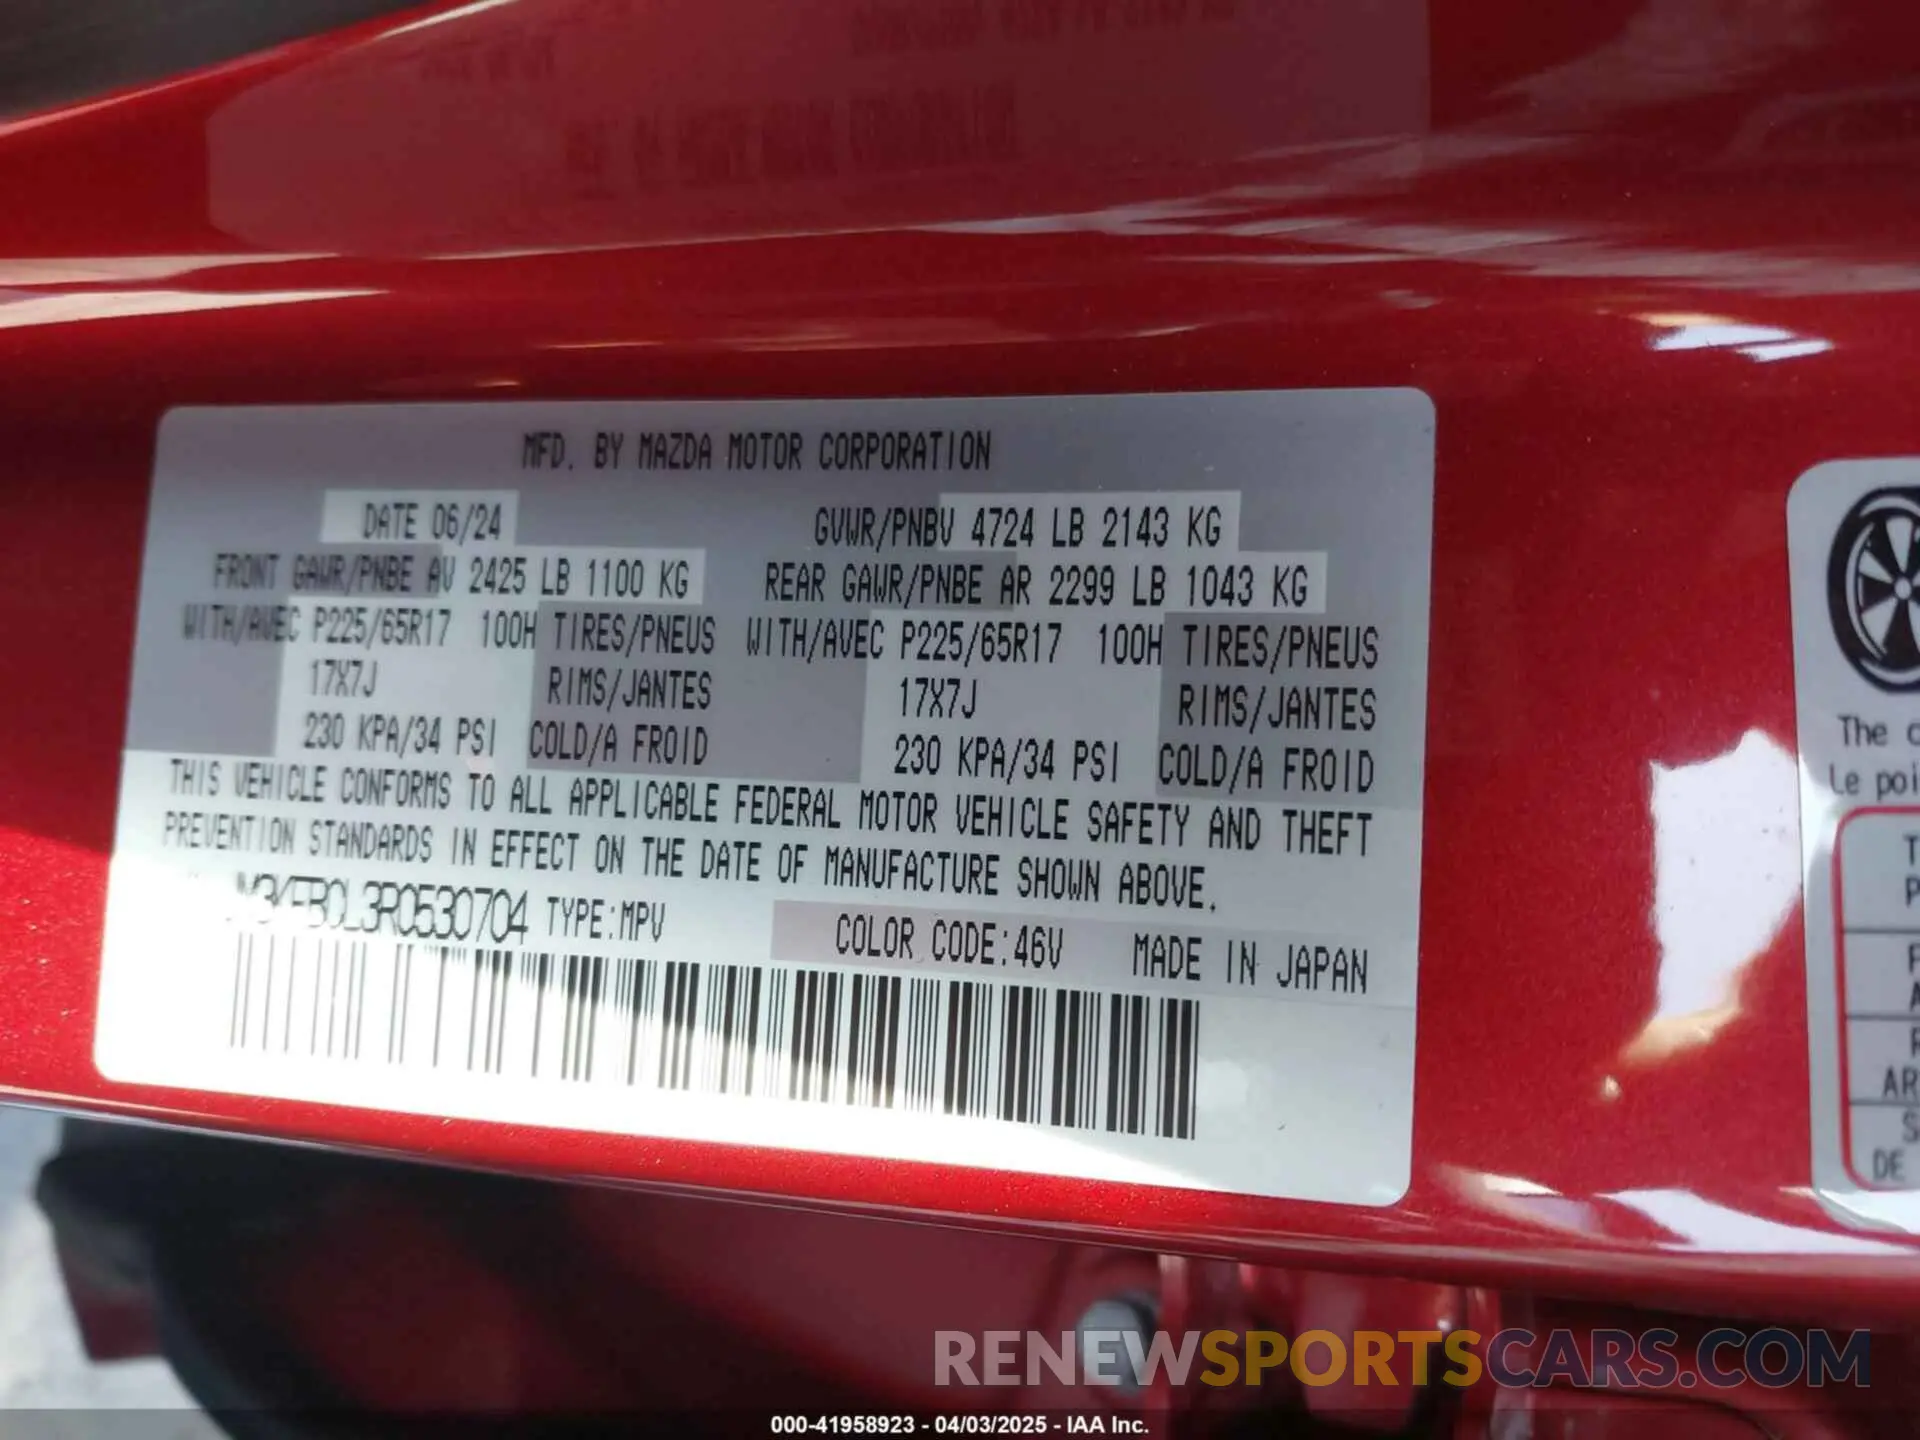 MFD. BY MAZDA MOTOR CORPORATION
DATE 06/24 GVWR/PNBV 4724 LB 2143 KG
FRONT GAWR/PNBE AV 2425 LB 1100 KG REAR GAWR/PNBE AR 2299 LB 1043 KG
WITH/AVEC P225/65R17 100H TIRES/PNEUS WITH/AVEC P225/65R17 100H TIRES/PNEUS
17X7J RIMS/JANTES 17X7J RIMS/JANTES
230 KPA/34 PSI COLD/A FROID 230 KPA/34 PSI COLD/A FROID
THIS VEHICLE CONFORMS TO ALL APPLICABLE FEDERAL MOTOR VEHICLE SAFETY AND THEFT
PREVENTION STANDARDS IN EFFECT ON THE DATE OF MANUFACTURE SHOWN ABOVE.
TYPE:MPV COLOR CODE:46V MADE IN JAPAN
The
Le
DE
RENEWSPORTSCARS.COM
000-41958923 - 04/03/2025 - IAA Inc.